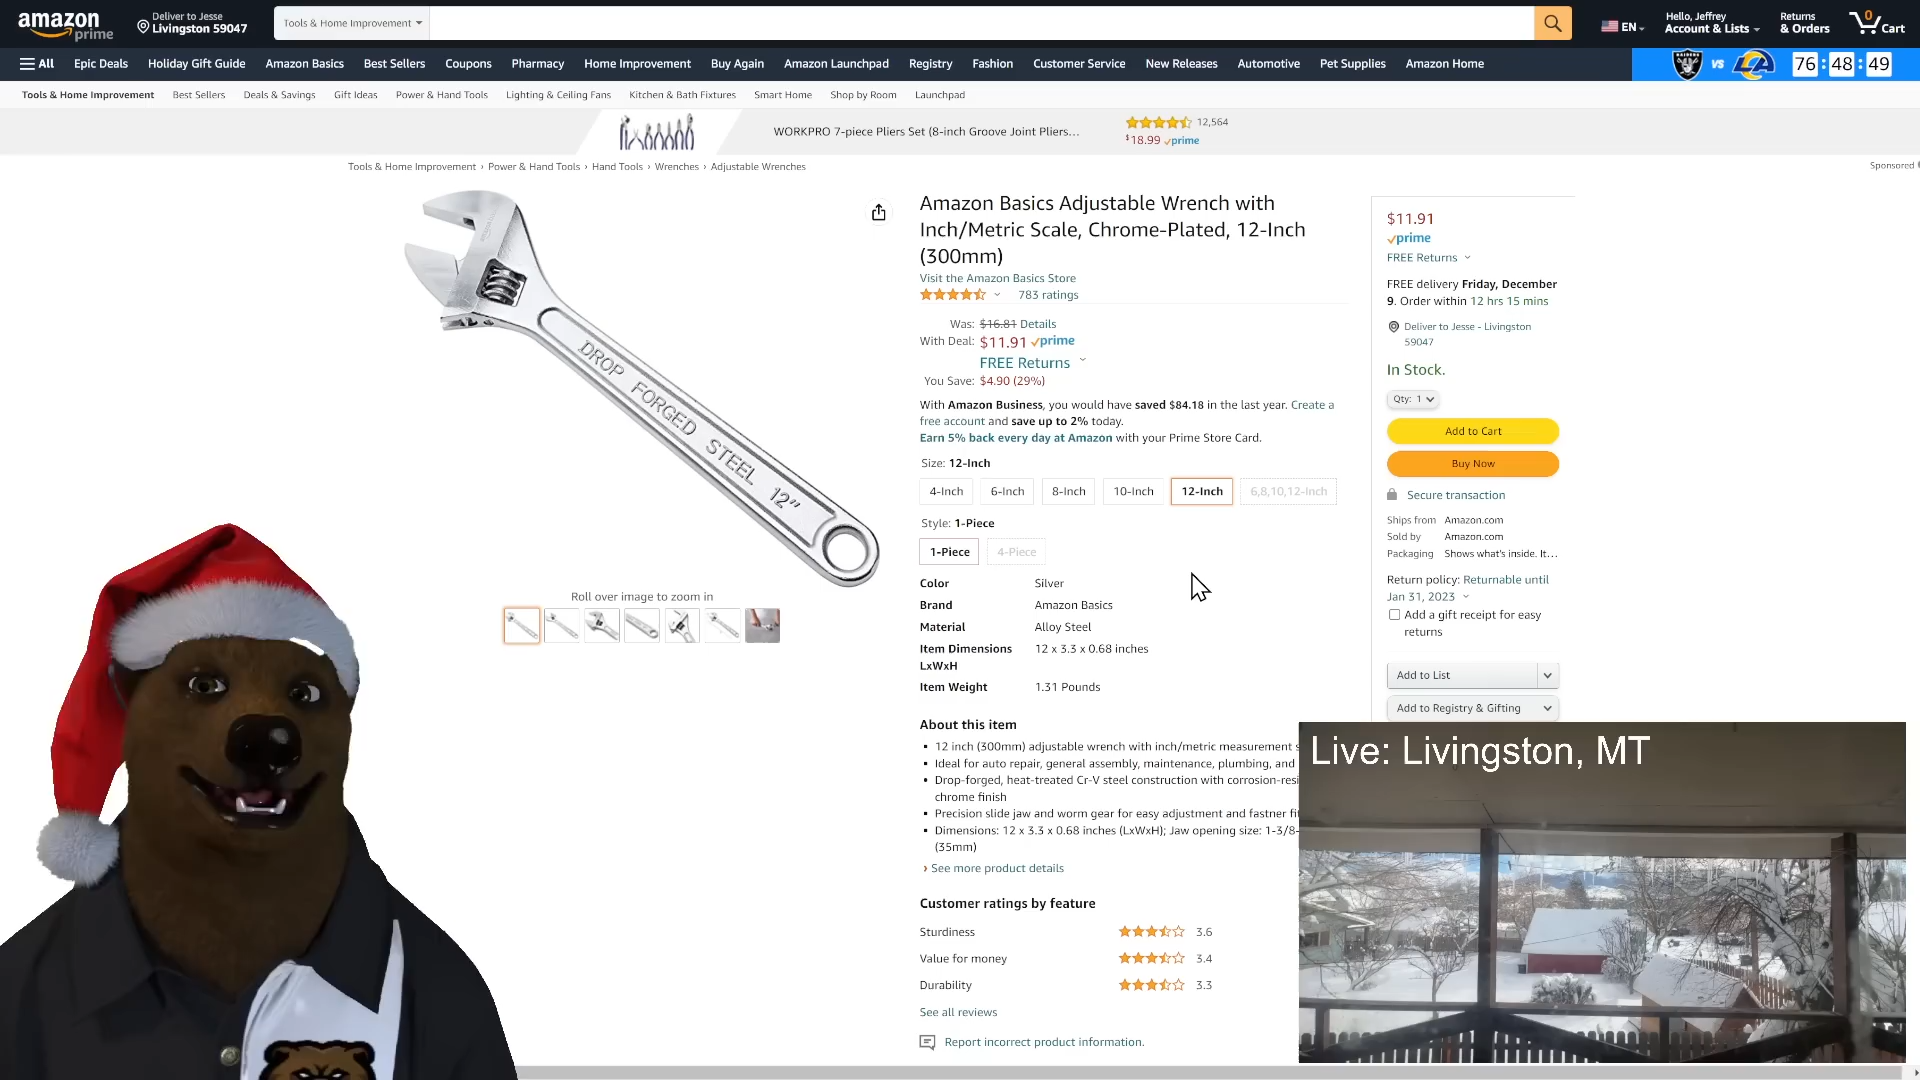 amazon
prime
Deliver to Jesse
Livingston 59047
Tools & Home Improvement
EN
Hello, Jeffrey
Account & Lists
Returns
& Orders
0
Cart
All
Epic Deals
Holiday Gift Guide
Amazon Basics
Best Sellers
Coupons
Pharmacy
Home Improvement
Buy Again
Amazon Launchpad
Registry
Fashion
Customer Service
New Releases
Automotive
Pet Supplies
Amazon Home
RAIDERS
VS
76 : 48 : 49
Tools & Home Improvement
Best Sellers
Deals & Savings
Gift Ideas
Power & Hand Tools
Lighting & Ceiling Fans
Kitchen & Bath Fixtures
Smart Home
Shop by Room
Launchpad
WORKPRO 7-piece Pliers Set (8-inch Groove Joint Pliers...
12,564
$18.99 prime
Sponsored
Tools & Home Improvement › Power & Hand Tools › Hand Tools › Wrenches › Adjustable Wrenches
DROP FORGED STEEL 12"
Roll over image to zoom in
Amazon Basics Adjustable Wrench with
Inch/Metric Scale, Chrome-Plated, 12-Inch
(300mm)
Visit the Amazon Basics Store
783 ratings
Was: $16.81 Details
With Deal: $11.91 prime
FREE Returns
You Save: $4.90 (29%)
With Amazon Business, you would have saved $84.18 in the last year. Create a
free account and save up to 2% today.
Earn 5% back every day at Amazon with your Prime Store Card.
Size: 12-Inch
4-Inch
6-Inch
8-Inch
10-Inch
12-Inch
6,8,10,12-Inch
Style: 1-Piece
1-Piece
4-Piece
Color Silver
Brand Amazon Basics
Material Alloy Steel
Item Dimensions 12 x 3.3 x 0.68 inches
LxWxH
Item Weight 1.31 Pounds
About this item
12 inch (300mm) adjustable wrench with inch/metric measurement s
Ideal for auto repair, general assembly, maintenance, plumbing, and
Drop-forged, heat-treated Cr-V steel construction with corrosion-resi
chrome finish
Precision slide jaw and worm gear for easy adjustment and fastner fi
Dimensions: 12 x 3.3 x 0.68 inches (LxWxH); Jaw opening size: 1-3/8-
(35mm)
› See more product details
Customer ratings by feature
Sturdiness 3.6
Value for money 3.4
Durability 3.3
See all reviews
Report incorrect product information.
$11.91
prime
FREE Returns
FREE delivery Friday, December
9. Order within 12 hrs 15 mins
Deliver to Jesse - Livingston
59047
In Stock.
Qty: 1
Add to Cart
Buy Now
Secure transaction
Ships from Amazon.com
Sold by Amazon.com
Packaging Shows what's inside. It...
Return policy: Returnable until
Jan 31, 2023
Add a gift receipt for easy
returns
Add to List
Add to Registry & Gifting
Live: Livingston, MT